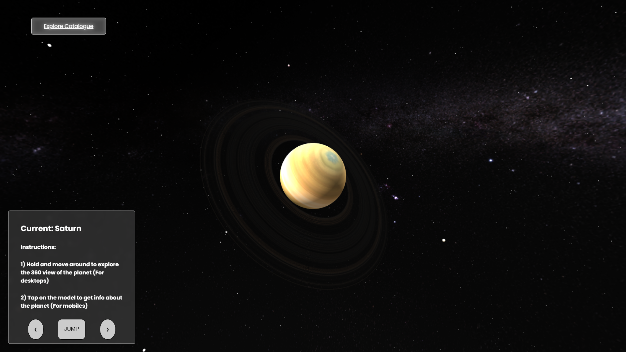 Explore Catalogue
Current: Saturn
Instructions:
1) Hold and move around to explore
the 360 view of the planet (For
desktops)
2) Tap on the model to get info about
the planet (For mobiles)
‹ JUMP ›